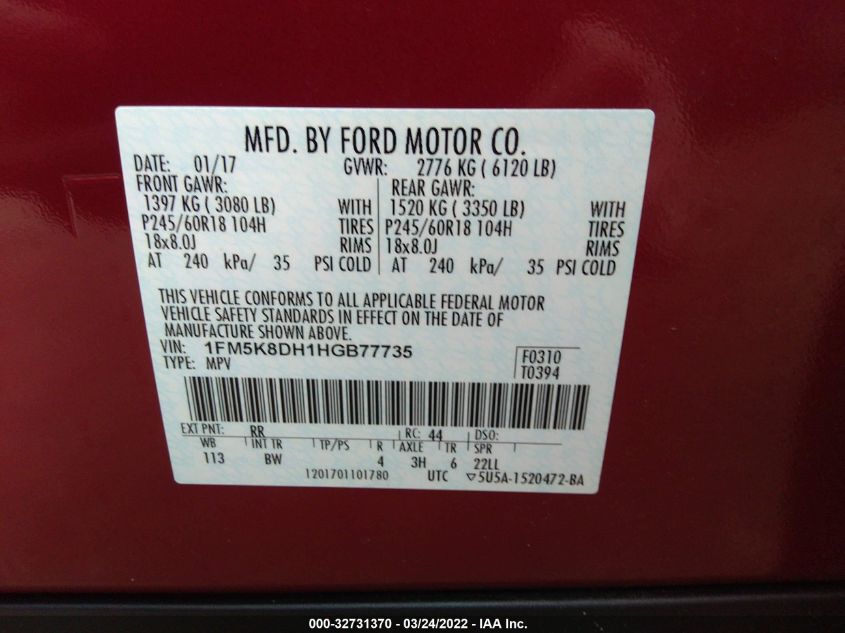 MFD. BY FORD MOTOR CO.
DATE: 01/17 GVWR: 2776 KG ( 6120 LB)
FRONT GAWR: REAR GAWR:
1397 KG ( 3080 LB) WITH 1520 KG ( 3350 LB) WITH
P245/60R18 104H TIRES P245/60R18 104H TIRES
18x8.0J RIMS 18x8.0J RIMS
AT 240 kPa/ 35 PSI COLD AT 240 kPa/ 35 PSI COLD
THIS VEHICLE CONFORMS TO ALL APPLICABLE FEDERAL MOTOR
VEHICLE SAFETY STANDARDS IN EFFECT ON THE DATE OF
MANUFACTURE SHOWN ABOVE.
VIN: 1FM5K8DH1HGB77735 F0310
TYPE: MPV T0394
EXT PNT: RR RC: 44 DSO:
WB INT TR TP/PS R AXLE TR SPR
113 BW 4 3H 6 22LL
1201701101780 UTC ▽5U5A-1520472-BA
000-32731370 — 03/24/2022 — IAA Inc.